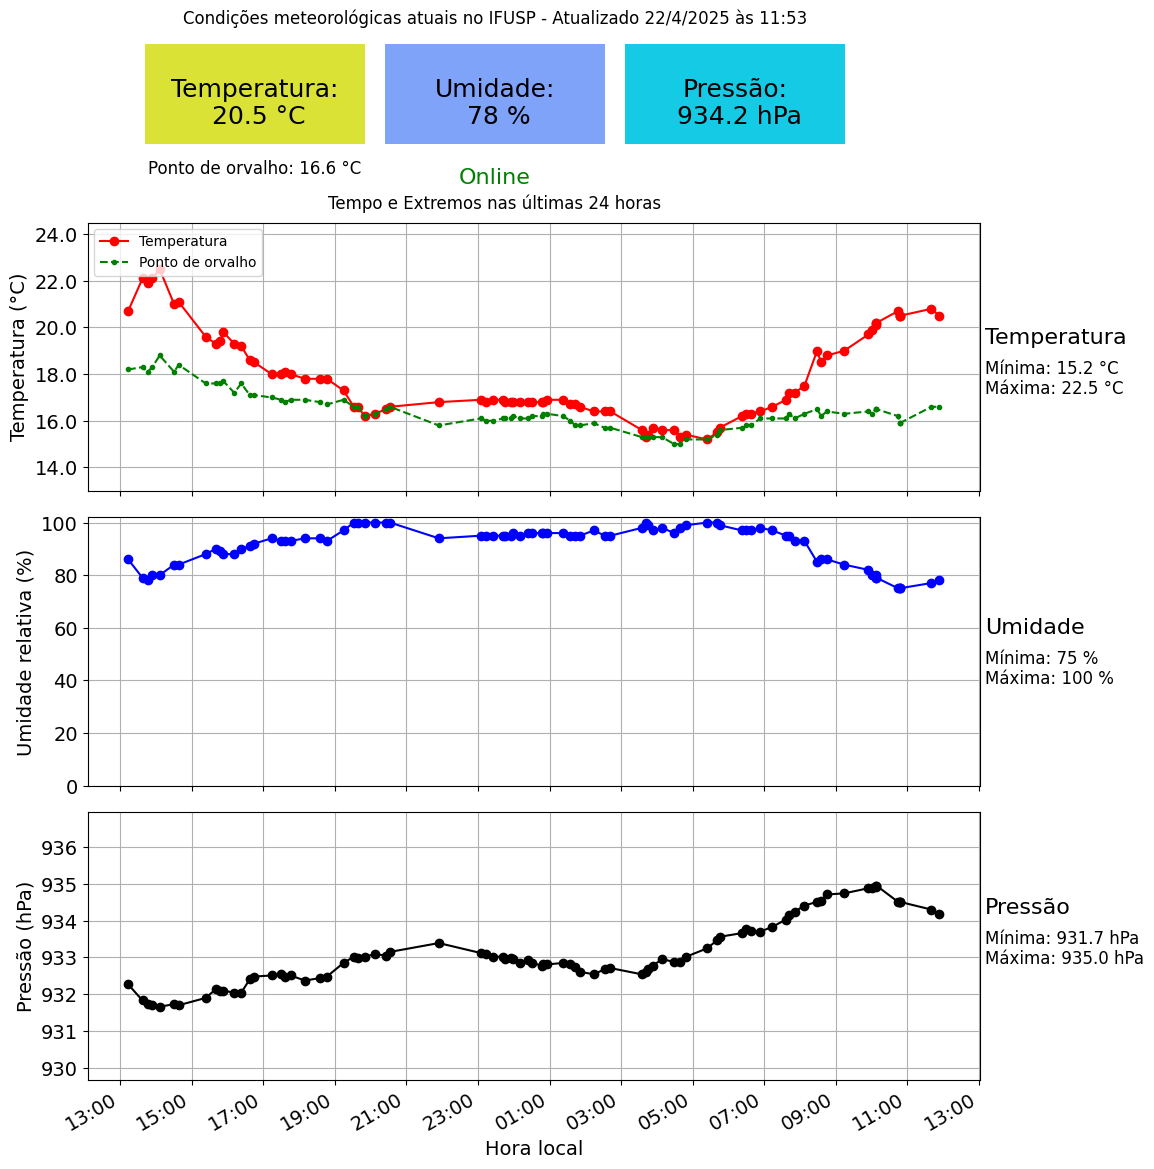 Condições meteorológicas atuais no IFUSP - Atualizado 22/4/2025 às 11:53
Temperatura:
20.5 °C
Umidade:
78 %
Pressão:
934.2 hPa
Ponto de orvalho: 16.6 °C
Online
Tempo e Extremos nas últimas 24 horas
Temperatura (°C)
24.0
22.0
20.0
18.0
16.0
14.0
Temperatura
Ponto de orvalho
Temperatura
Mínima: 15.2 °C
Máxima: 22.5 °C
Umidade relativa (%)
100
80
60
40
20
0
Umidade
Mínima: 75 %
Máxima: 100 %
Pressão (hPa)
936
935
934
933
932
931
930
Pressão
Mínima: 931.7 hPa
Máxima: 935.0 hPa
13:00 15:00 17:00 19:00 21:00 23:00 01:00 03:00 05:00 07:00 09:00 11:00 13:00
Hora local